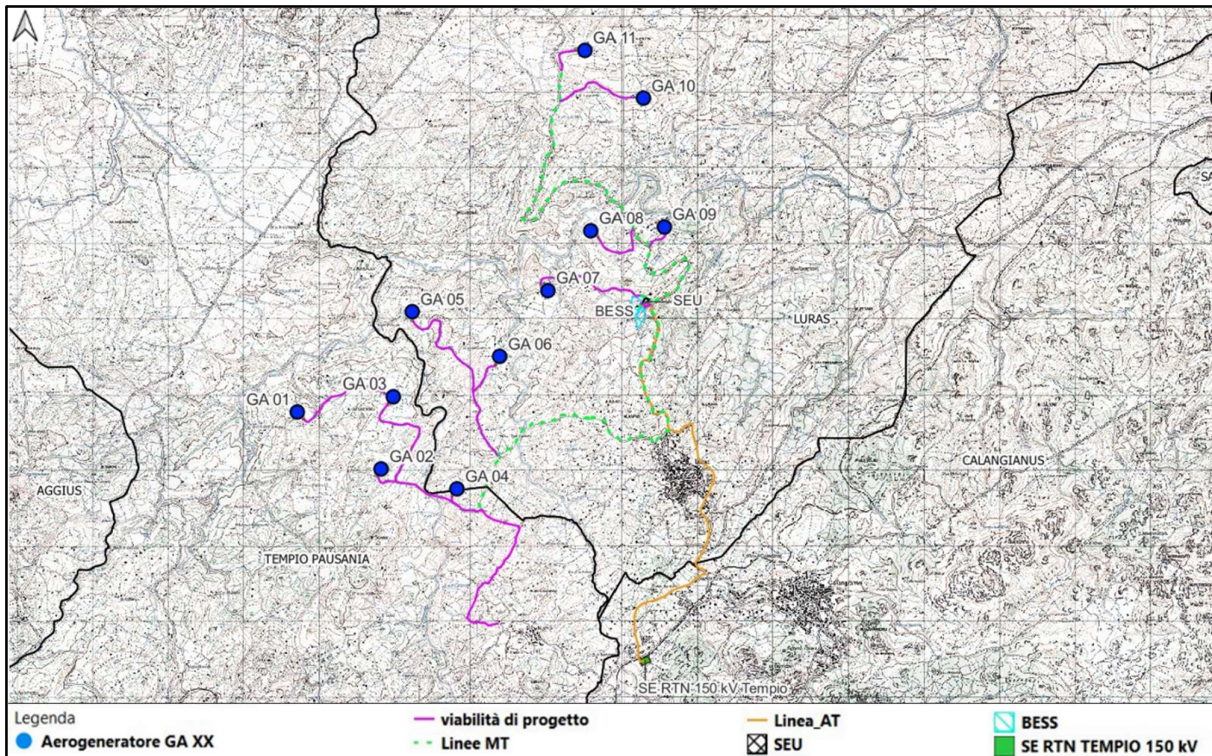 GA 11
GA 10
GA 08
GA 09
GA 07
SEU
BESS
GA 05
LURAS
GA 06
GA 03
GA 01
GA 02
CALANGIANUS
GA 04
AGGIUS
TEMPIO PAUSANIA
SE RTN 150 kV Tempio
Legenda
Aerogeneratore GA XX
viabilità di progetto
Linee MT
Linea_AT
SEU
BESS
SE RTN TEMPIO 150 kV